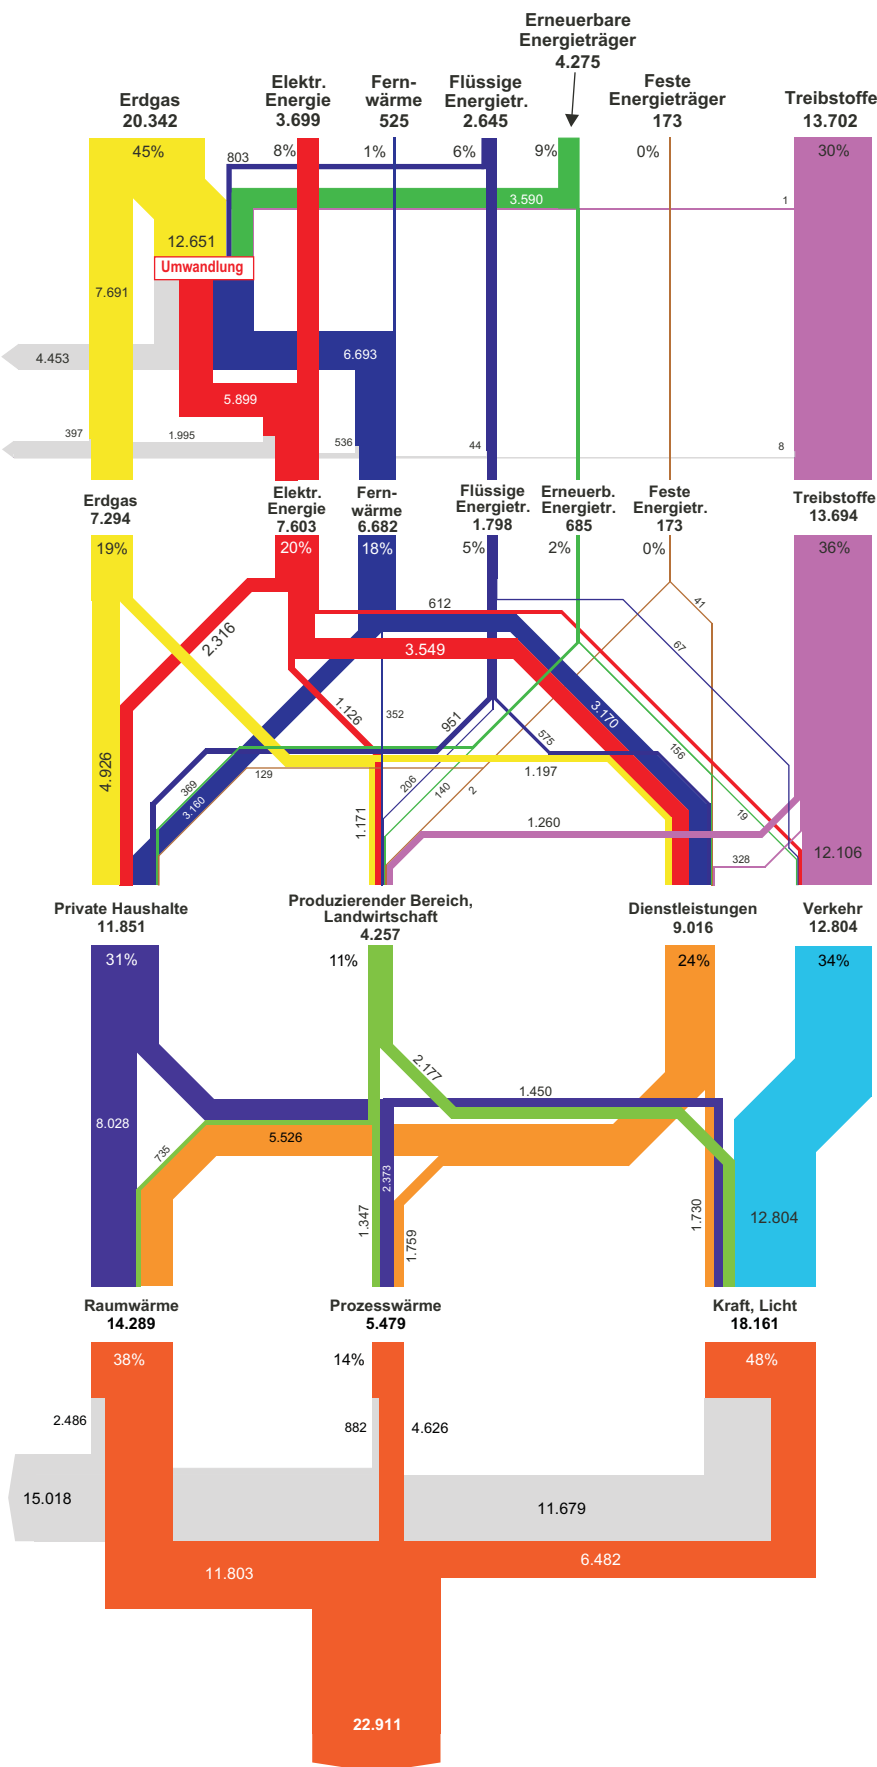 Erneuerbare
Energieträger
4.275
Erdgas
20.342
Elektr.
Energie
3.699
Fern-
wärme
525
Flüssige
Energietr.
2.645
Feste
Energieträger
173
Treibstoffe
13.702
45%
803
8%
1%
6%
9%
0%
30%
3.590
1
12.651
Umwandlung
7.691
4.453
6.693
5.899
397
1.995
536
44
8
Erdgas
7.294
Elektr.
Energie
7.603
Fern-
wärme
6.682
Flüssige
Energietr.
1.798
Erneuerb.
Energietr.
685
Feste
Energietr.
173
Treibstoffe
13.694
19%
20%
18%
5%
2%
0%
36%
2.316
612
41
3.549
67
4.926
1.126
352
951
3.170
575
156
369
129
3.160
206
140
2
1.197
1.171
1.260
19
328
12.106
Private Haushalte
11.851
Produzierender Bereich,
Landwirtschaft
4.257
Dienstleistungen
9.016
Verkehr
12.804
31%
11%
24%
34%
2.177
1.450
8.028
735
5.526
2.373
1.347
1.759
1.730
12.804
Raumwärme
14.289
Prozesswärme
5.479
Kraft, Licht
18.161
38%
14%
48%
2.486
882
4.626
15.018
11.679
11.803
6.482
22.911